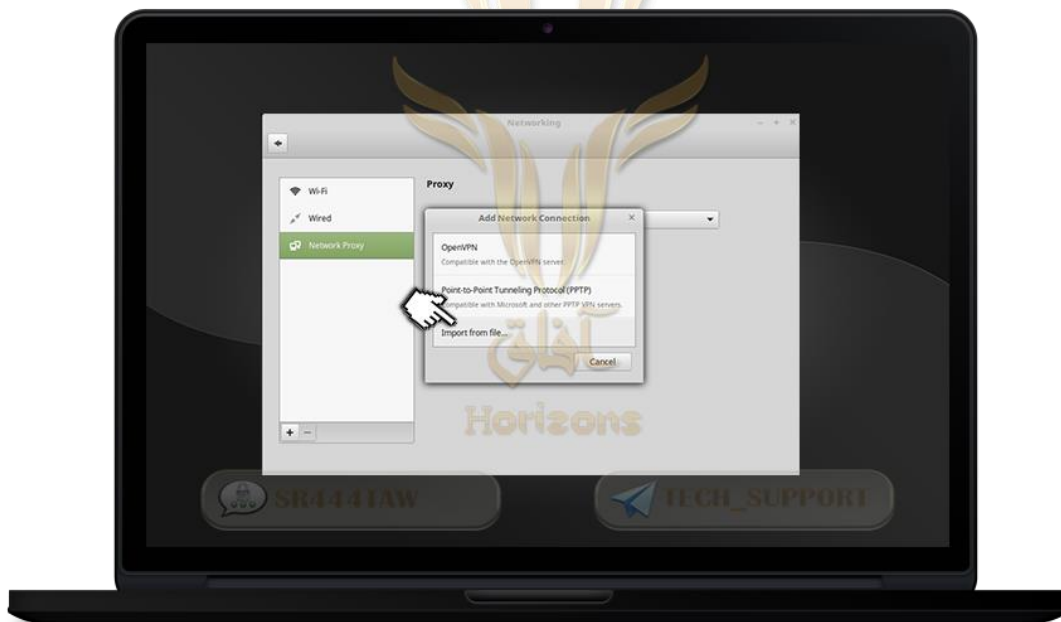 Networking
Wi-Fi
Wired
Network Proxy
Proxy
Add Network Connection
OpenVPN
Compatible with the OpenVPN server.
Point-to-Point Tunneling Protocol (PPTP)
Compatible with Microsoft and other PPTP VPN servers.
Import from file...
Cancel
آفاق
Horizons
SR4441AW
TECH_SUPPORT